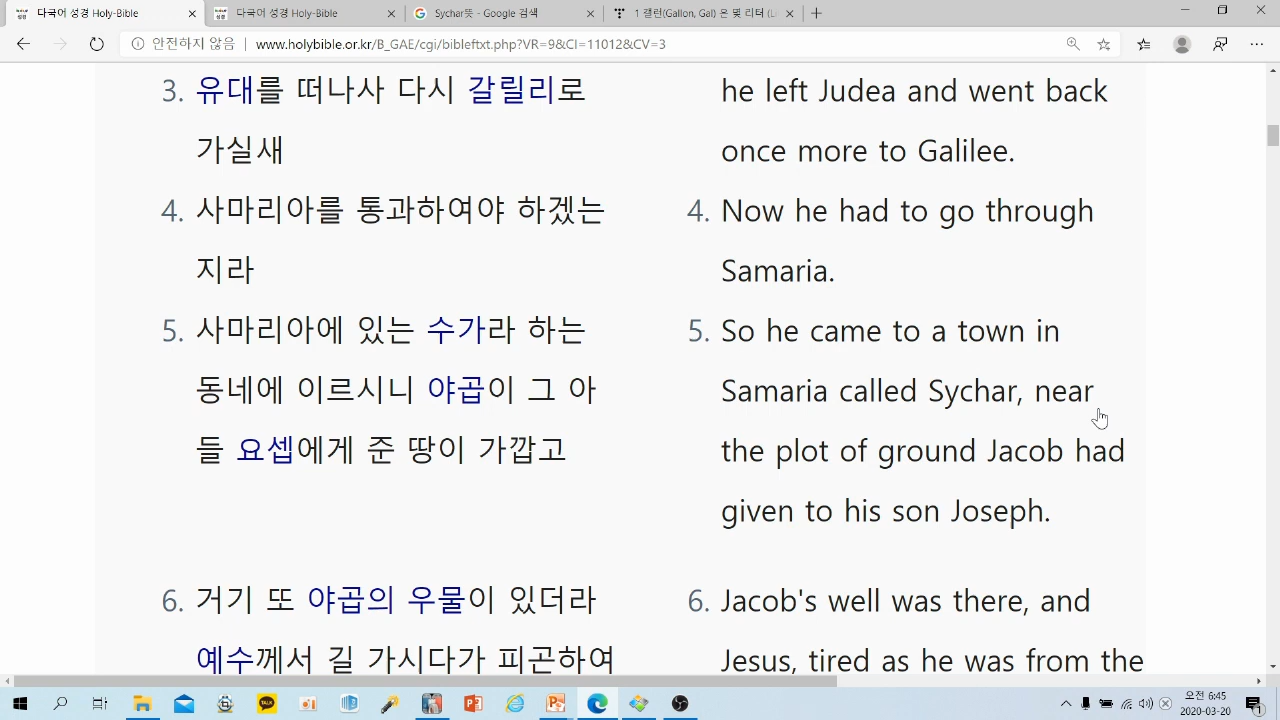 다국어 성경 Holy-Bible
다국어 성경 Holy-Bible
Sychar뜻 - Google 검색
1 갤런(Gallon, Gal) 은 몇 리터 (Li
안전하지 않음
www.holybible.or.kr/B_GAE/cgi/bibleftxt.php?VR=9&CI=11012&CV=3
3. 유대를 떠나사 다시 갈릴리로
가실새
4. 사마리아를 통과하여야 하겠는
지라
5. 사마리아에 있는 수가라 하는
동네에 이르시니 야곱이 그 아
들 요셉에게 준 땅이 가깝고
6. 거기 또 야곱의 우물이 있더라
예수께서 길 가시다가 피곤하여
he left Judea and went back
once more to Galilee.
4. Now he had to go through
Samaria.
5. So he came to a town in
Samaria called Sychar, near
the plot of ground Jacob had
given to his son Joseph.
6. Jacob's well was there, and
Jesus, tired as he was from the
오전 6:45
2020-03-20